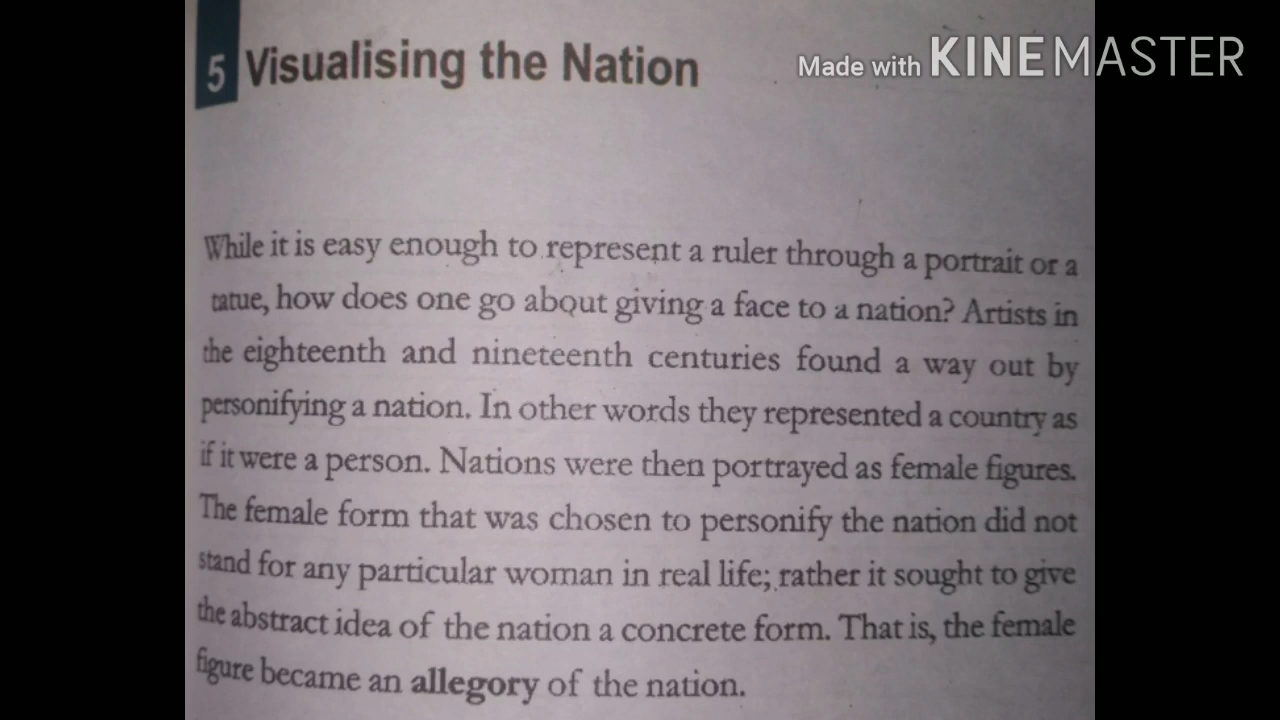 5 Visualising the Nation
Made with KINEMASTER
While it is easy enough to represent a ruler through a portrait or a
tatue, how does one go about giving a face to a nation? Artists in
the eighteenth and nineteenth centuries found a way out by
personifying a nation. In other words they represented a country as
if it were a person. Nations were then portrayed as female figures.
The female form that was chosen to personify the nation did not
stand for any particular woman in real life; rather it sought to give
the abstract idea of the nation a concrete form. That is, the female
figure became an allegory of the nation.